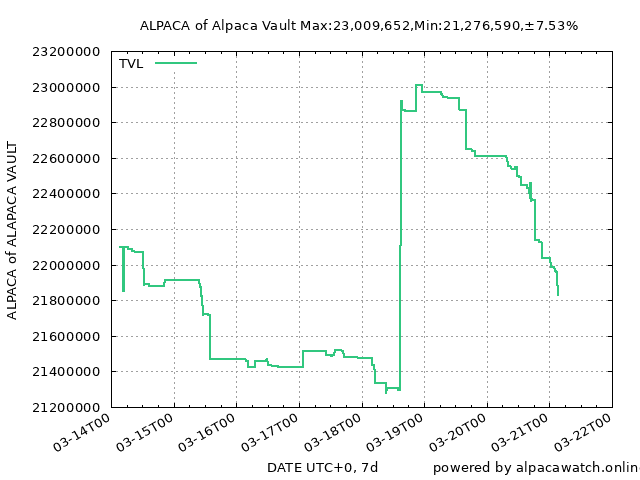 ALPACA of Alpaca Vault Max:23,009,652,Min:21,276,590,±7.53%
TVL
23200000
23000000
22800000
22600000
22400000
22200000
22000000
21800000
21600000
21400000
21200000
ALPACA of ALAPACA VAULT
03-14T00
03-15T00
03-16T00
03-17T00
03-18T00
03-19T00
03-20T00
03-21T00
03-22T00
DATE UTC+0, 7d
powered by alpacawatch.online